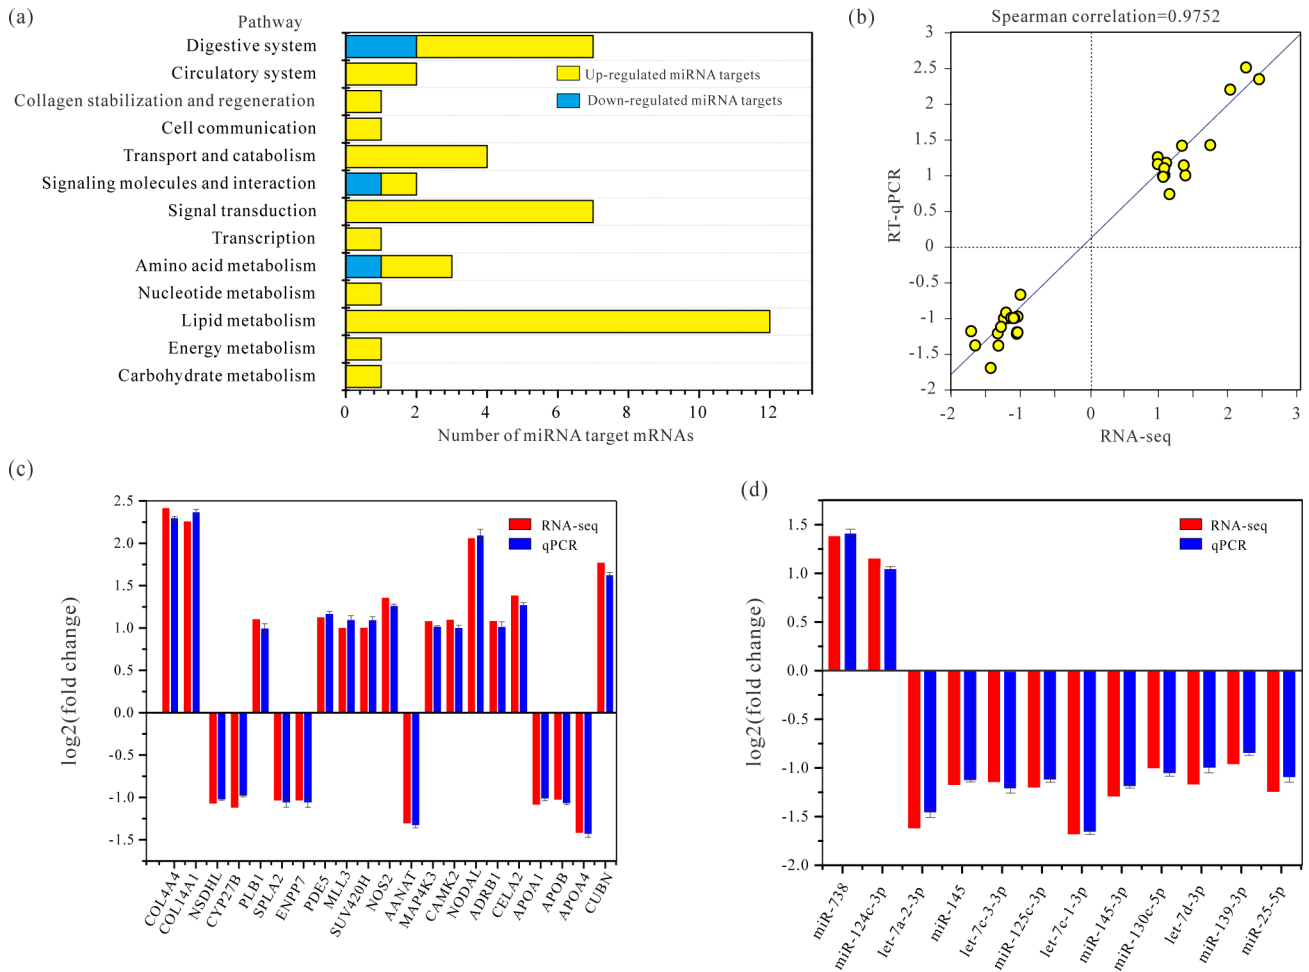 (a)
Pathway
Digestive system
Circulatory system
Collagen stabilization and regeneration
Cell communication
Transport and catabolism
Signaling molecules and interaction
Signal transduction
Transcription
Amino acid metabolism
Nucleotide metabolism
Lipid metabolism
Energy metabolism
Carbohydrate metabolism
Up-regulated miRNA targets
Down-regulated miRNA targets
0 2 4 6 8 10 12
Number of miRNA target mRNAs
(b)
Spearman correlation=0.9752
3
2.5
2
1.5
1
0.5
0
-0.5
-1
-1.5
-2
RT-qPCR
-2 -1 0 1 2 3
RNA-seq
(c)
2.5
2.0
1.5
1.0
0.5
0.0
-0.5
-1.0
-1.5
log2(fold change)
RNA-seq
qPCR
COL4A4
COL14A1
NSDHL
CYP27B
PLB1
SPLA2
ENPP7
PDE5
MLL3
SUV420H
NOS2
AANAT
MAP4K3
CAMK2
NODAL
ADRB1
CELA2
APOA1
APOB
APOA4
CUBN
(d)
1.5
1.0
0.5
0.0
-0.5
-1.0
-1.5
-2.0
log2(fold change)
RNA-seq
qPCR
miR-738
miR-124c-3p
let-7a-2-3p
miR-145
let-7c-3-3p
miR-125c-3p
let-7c-1-3p
miR-145-3p
miR-130c-5p
let-7d-3p
miR-139-3p
miR-25-5p